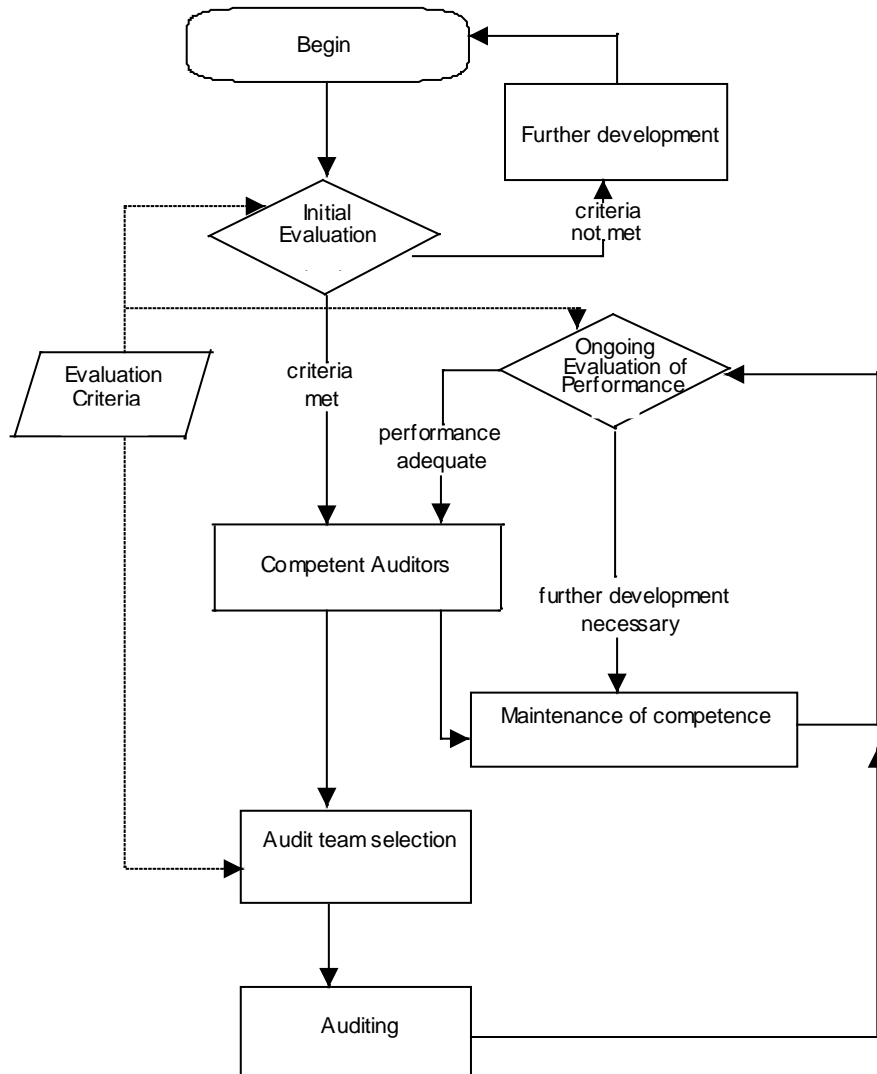 Begin
Further development
criteria
not met
Initial
Evaluation
Ongoing
Evaluation of
Performance
Evaluation
Criteria
criteria
met
performance
adequate
Competent Auditors
further development
necessary
Maintenance of competence
Audit team selection
Auditing